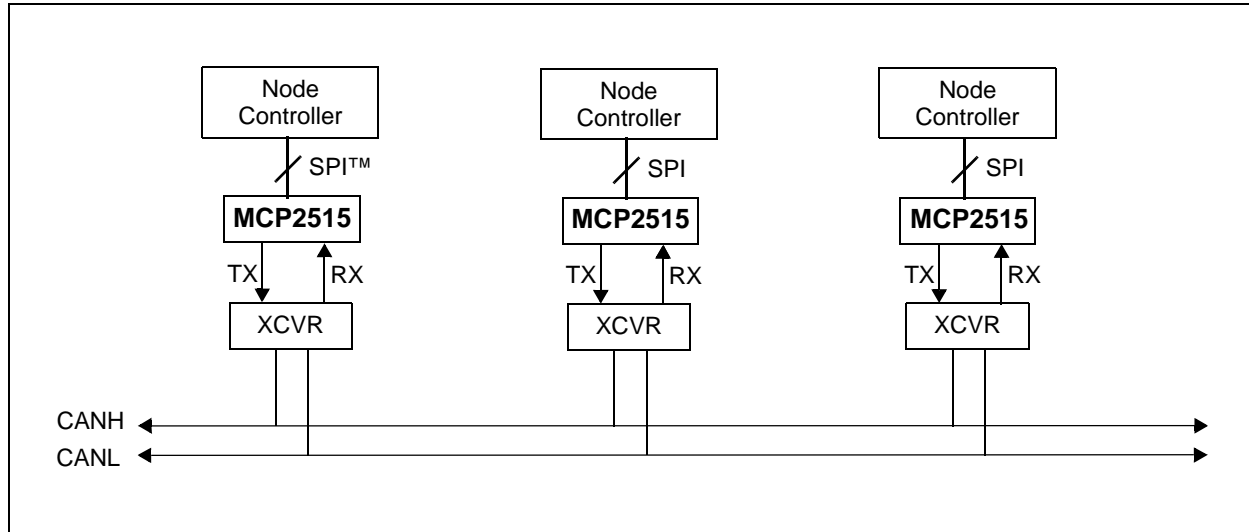 Node Controller
Node Controller
Node Controller
SPI™
SPI
SPI
MCP2515
MCP2515
MCP2515
TX
RX
TX
RX
TX
RX
XCVR
XCVR
XCVR
CANH
CANL